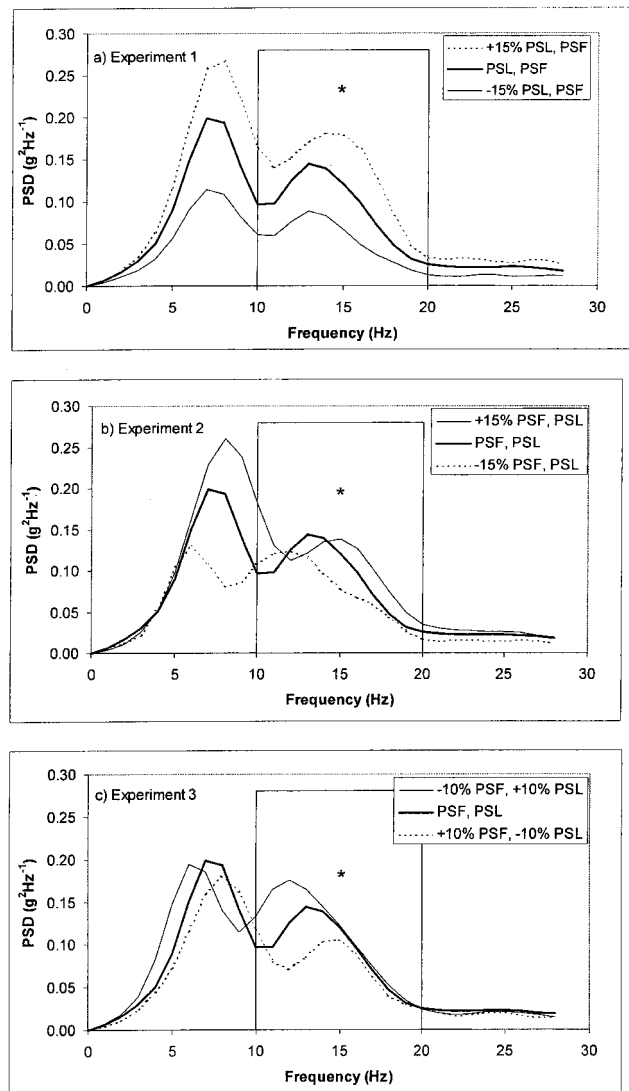 a) Experiment 1
+15% PSL, PSF
PSL, PSF
-15% PSL, PSF
*
0.30
0.25
0.20
0.15
0.10
0.05
0.00
PSD (g²Hz⁻¹)
0 5 10 15 20 25 30
Frequency (Hz)
b) Experiment 2
+15% PSF, PSL
PSF, PSL
-15% PSF, PSL
*
0.30
0.25
0.20
0.15
0.10
0.05
0.00
PSD (g²Hz⁻¹)
0 5 10 15 20 25 30
Frequency (Hz)
c) Experiment 3
-10% PSF, +10% PSL
PSF, PSL
+10% PSF, -10% PSL
*
0.30
0.25
0.20
0.15
0.10
0.05
0.00
PSD (g²Hz⁻¹)
0 5 10 15 20 25 30
Frequency (Hz)